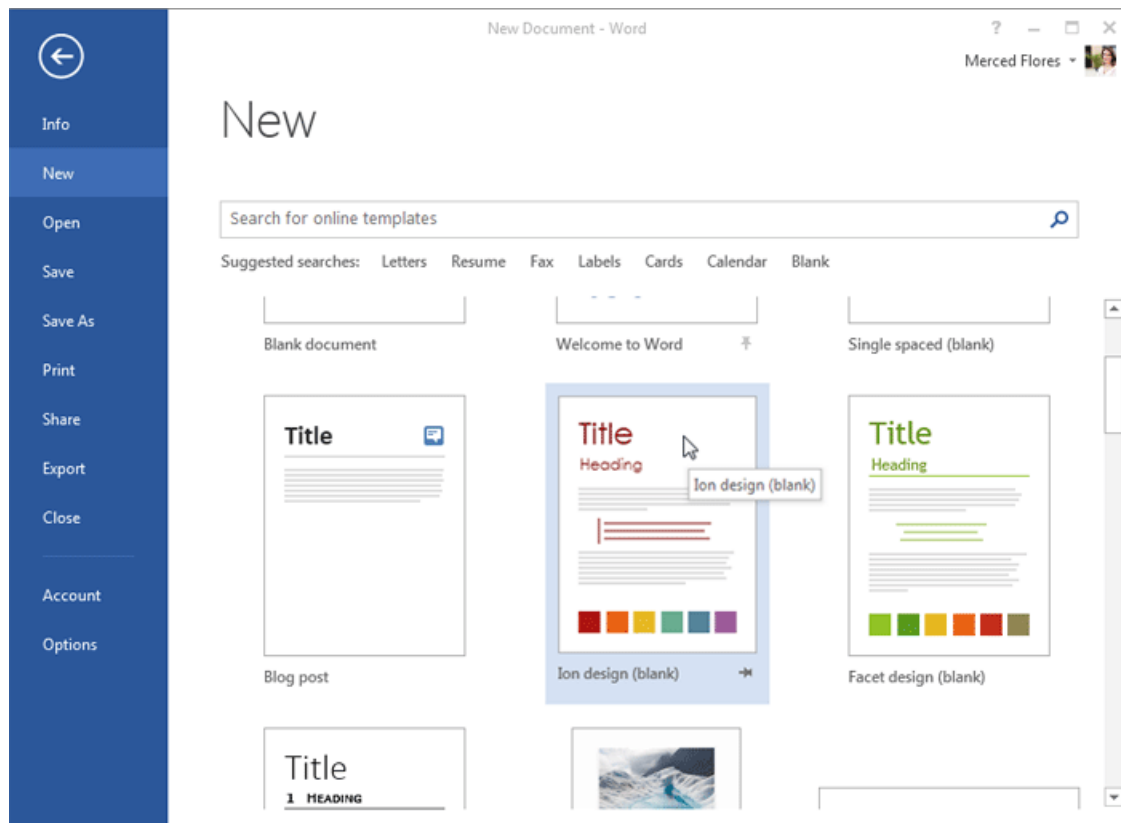 New Document - Word
?
Merced Flores
Info
New
Open
Save
Save As
Print
Share
Export
Close
Account
Options
New
Search for online templates
Suggested searches: Letters Resume Fax Labels Cards Calendar Blank
Blank document Welcome to Word Single spaced (blank)
Title Title Title
Heading Heading
Ion design (blank)
Blog post Ion design (blank) Facet design (blank)
Title
1 HEADING